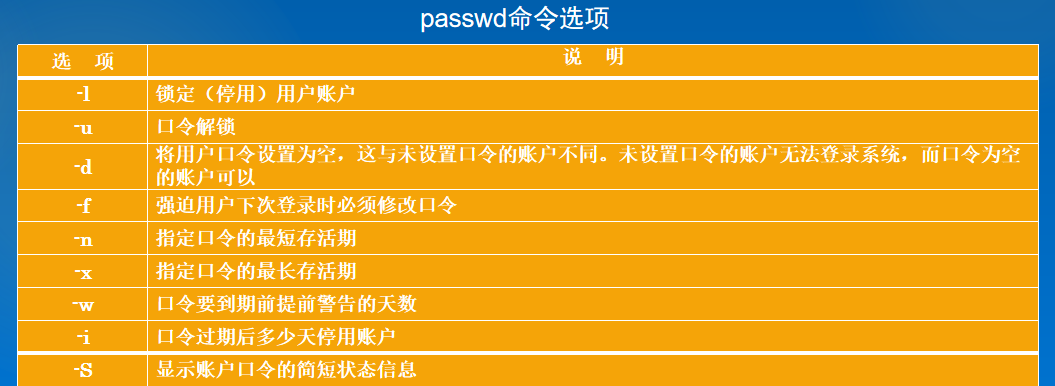 passwd命令选项
选 项 说 明
-l 锁定（停用）用户账户
-u 口令解锁
-d 将用户口令设置为空，这与未设置口令的账户不同。未设置口令的账户无法登录系统，而口令为空
的账户可以
-f 强迫用户下次登录时必须修改口令
-n 指定口令的最短存活期
-x 指定口令的最长存活期
-w 口令要到期前提前警告的天数
-i 口令过期后多少天停用账户
-S 显示账户口令的简短状态信息